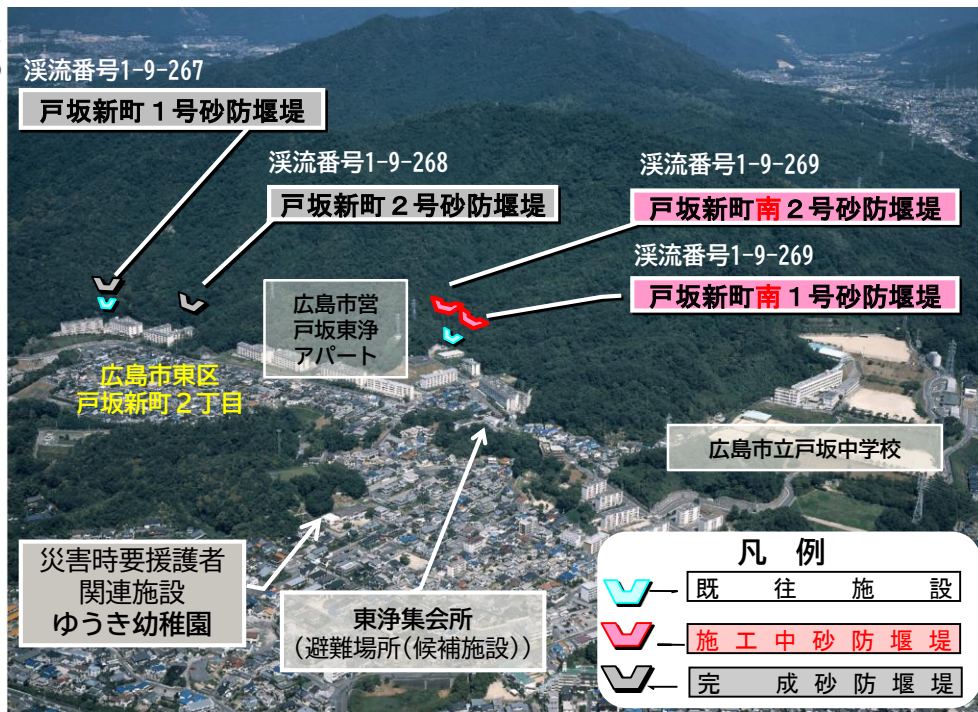 渓流番号1-9-267
戸坂新町１号砂防堰堤
渓流番号1-9-268
戸坂新町２号砂防堰堤
渓流番号1-9-269
戸坂新町南２号砂防堰堤
渓流番号1-9-269
戸坂新町南１号砂防堰堤
広島市営
戸坂東浄
アパート
広島市東区
戸坂新町２丁目
広島市立戸坂中学校
災害時要援護者
関連施設
ゆうき幼稚園
東浄集会所
(避難場所(候補施設))
凡　例
既往施設
施工中砂防堰堤
完成砂防堰堤